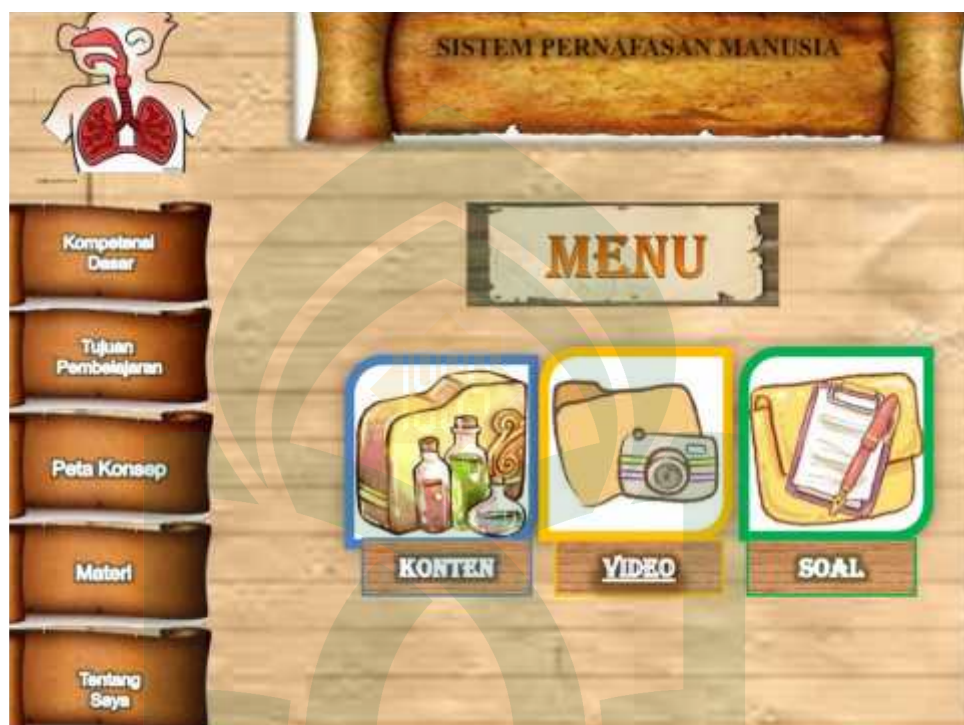 SISTEM PERNAFASAN MANUSIA
MENU
Kompetensi
Dasar
Tujuan
Pembelajaran
Peta Konsep
Materi
Tentang
Saya
KONTEN
VIDEO
SOAL